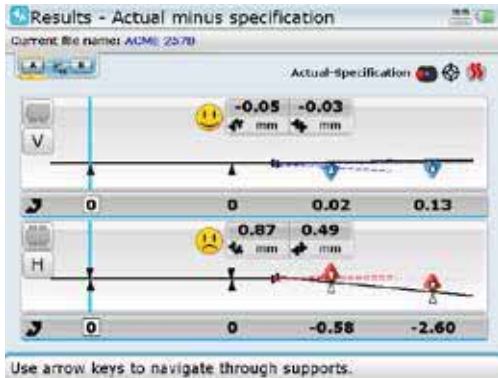 Results - Actual minus specification
Current file name: ACME 2570
A B
Actual-Specification
-0.05 -0.03
mm mm
V
0 0 0.02 0.13
0.87 0.49
mm mm
H
0 0 -0.58 -2.60
Use arrow keys to navigate through supports.